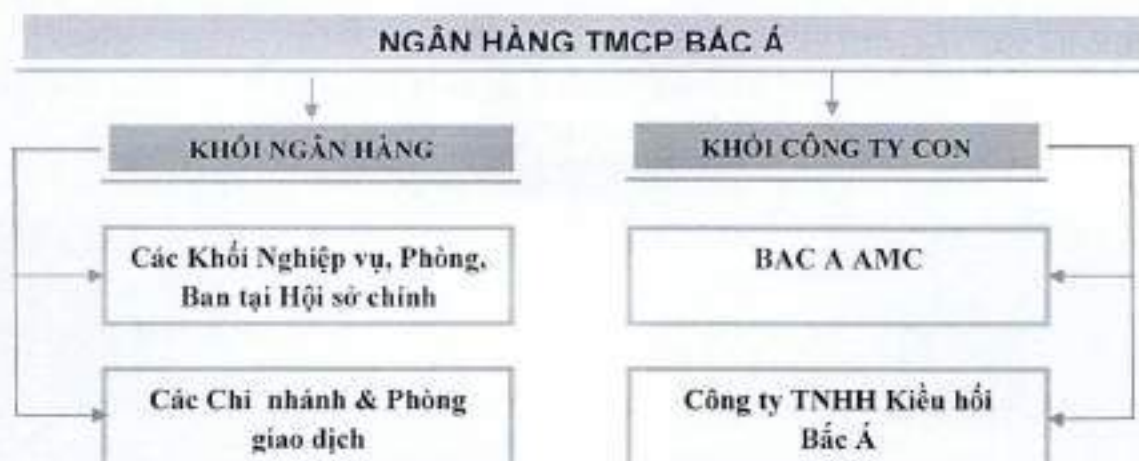 NGÂN HÀNG TMCP BẮC Á
KHỐI NGÂN HÀNG
KHỐI CÔNG TY CON
Các Khối Nghiệp vụ, Phòng,
Ban tại Hội sở chính
BAC A AMC
Các Chi nhánh & Phòng
giao dịch
Công ty TNHH Kiều hối
Bắc Á